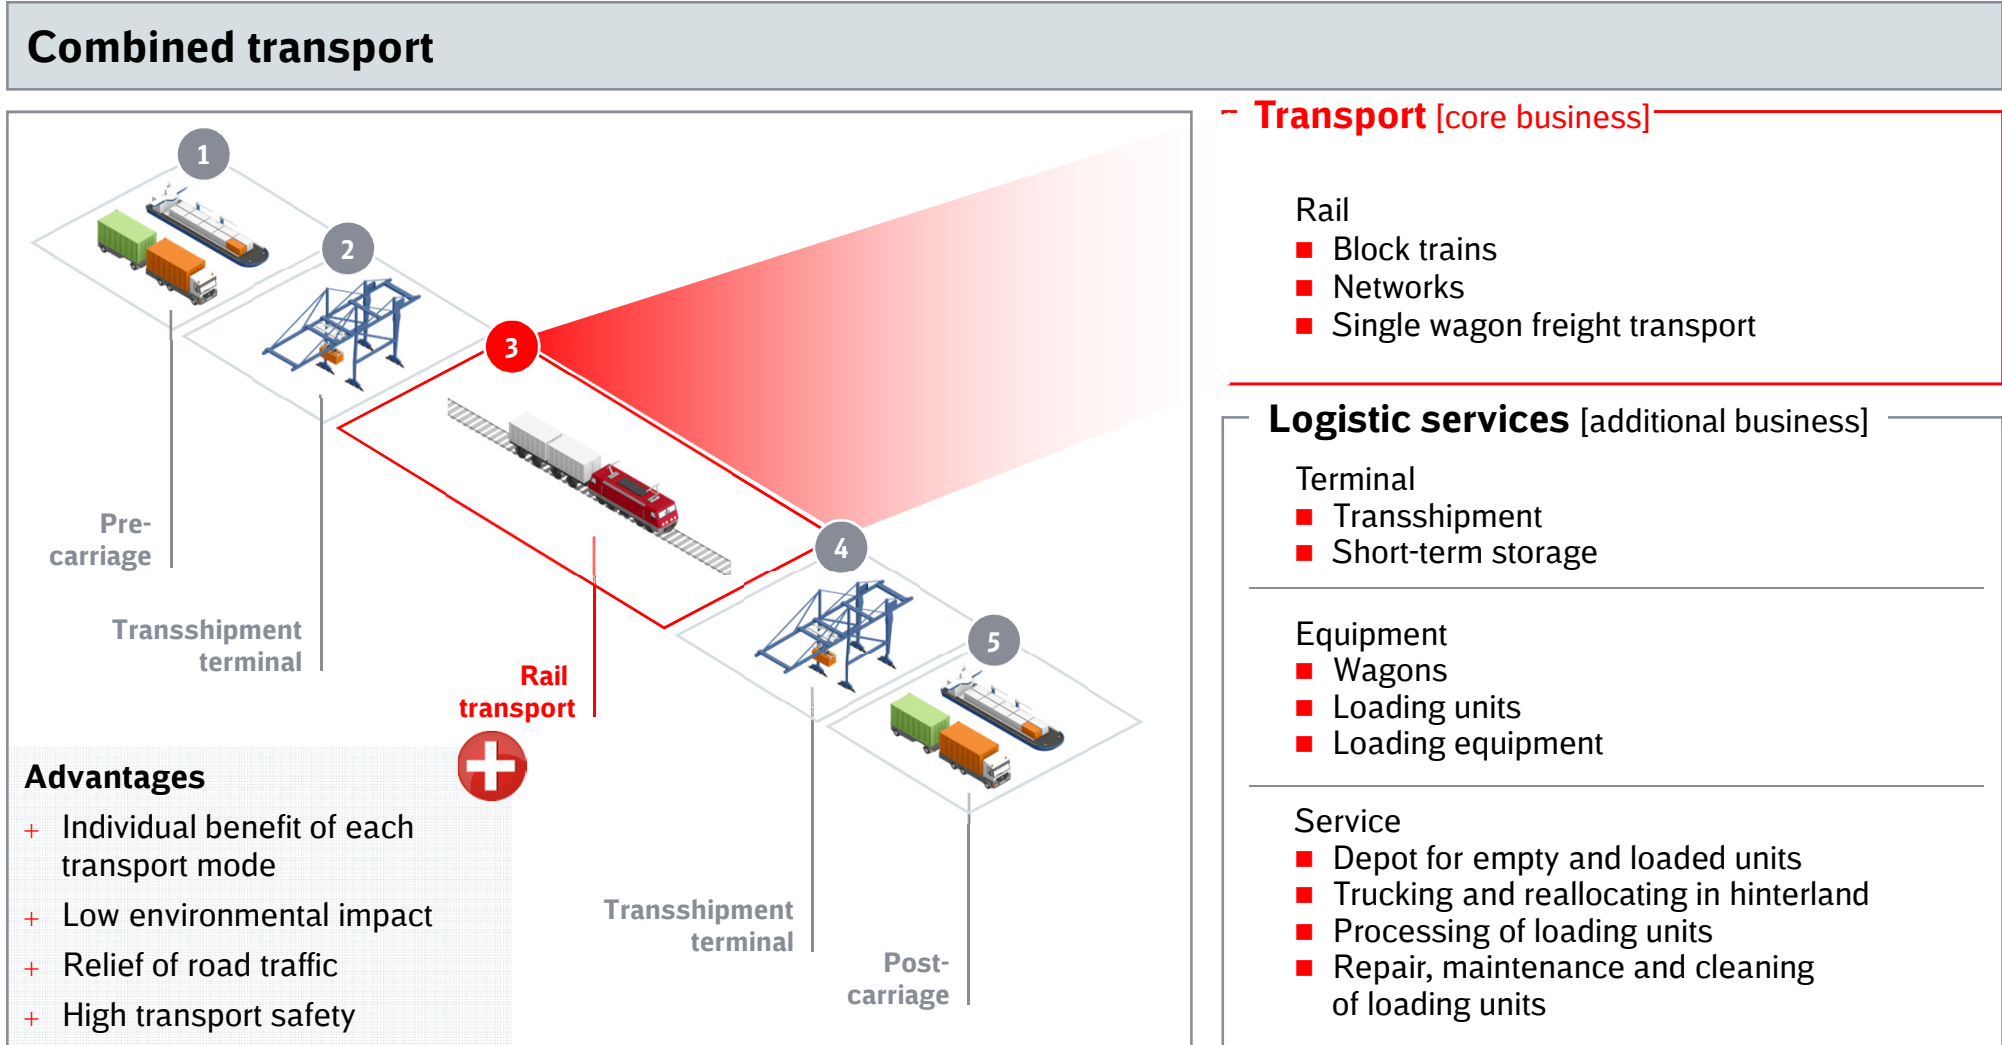 Combined transport
1
2
3
4
5
Pre-
carriage
Transshipment
terminal
Rail
transport
Transshipment
terminal
Post-
carriage
Advantages
+ Individual benefit of each
transport mode
+ Low environmental impact
+ Relief of road traffic
+ High transport safety
Transport [core business]
Rail
■ Block trains
■ Networks
■ Single wagon freight transport
Logistic services [additional business]
Terminal
■ Transshipment
■ Short-term storage
Equipment
■ Wagons
■ Loading units
■ Loading equipment
Service
■ Depot for empty and loaded units
■ Trucking and reallocating in hinterland
■ Processing of loading units
■ Repair, maintenance and cleaning
of loading units